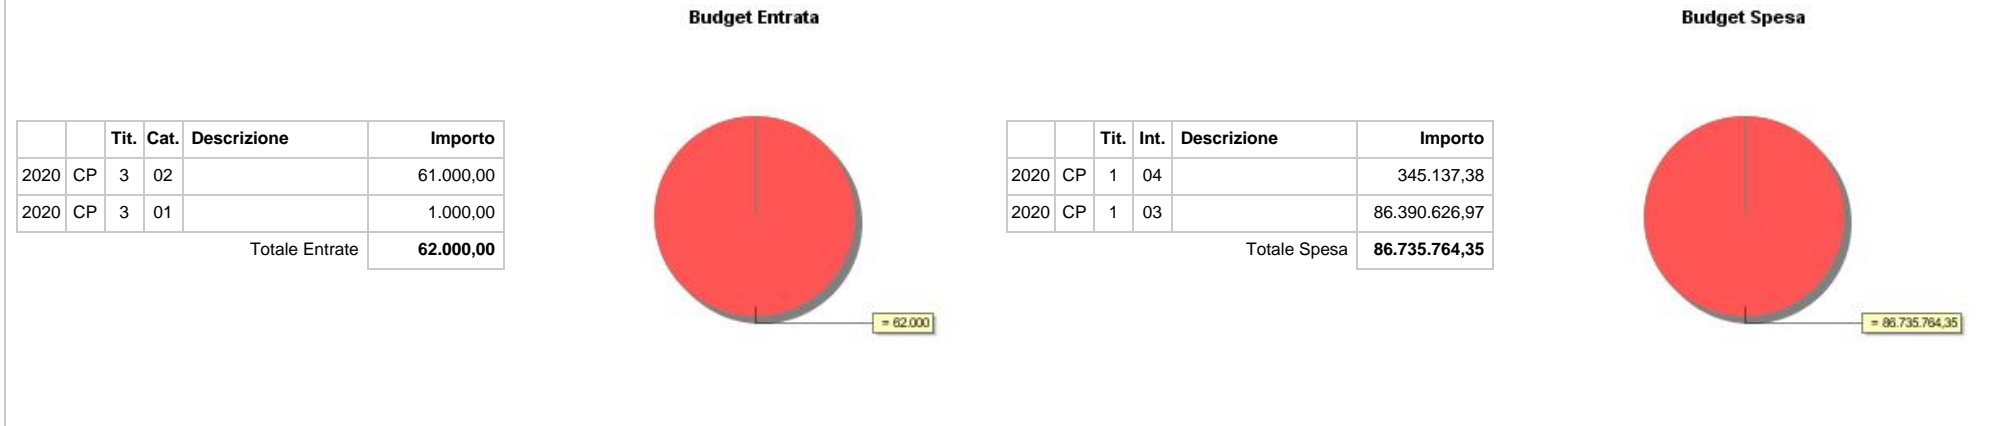 Budget Entrata
Tit. Cat. Descrizione Importo
2020 CP 3 02 61.000,00
2020 CP 3 01 1.000,00
Totale Entrate 62.000,00
= 62.000
Budget Spesa
Tit. Int. Descrizione Importo
2020 CP 1 04 345.137,38
2020 CP 1 03 86.390.626,97
Totale Spesa 86.735.764,35
= 86.735.764,35